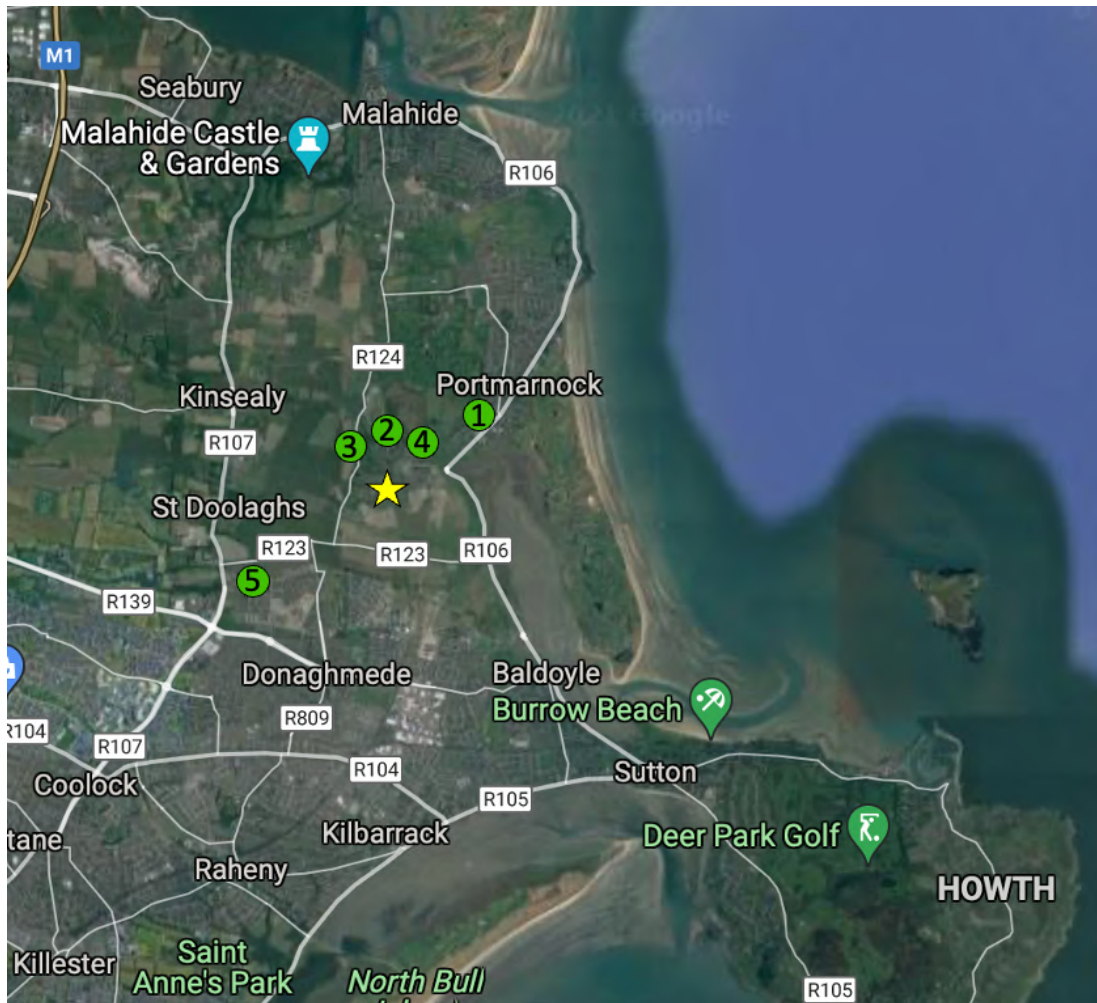 M1
Seabury
Malahide
2021 Google
Malahide Castle
& Gardens
R106
R124
Portmarnock
Kinsealy
1
2
R107
3
4
St Doolaghs
R123
R123
R106
5
R139
Donaghmede
Baldoyle
Burrow Beach
R809
R104
R107
R104
Sutton
Coolock
R105
tane
Kilbarrack
Deer Park Golf
Raheny
HOWTH
Killester
Saint
Anne's Park
North Bull
R105